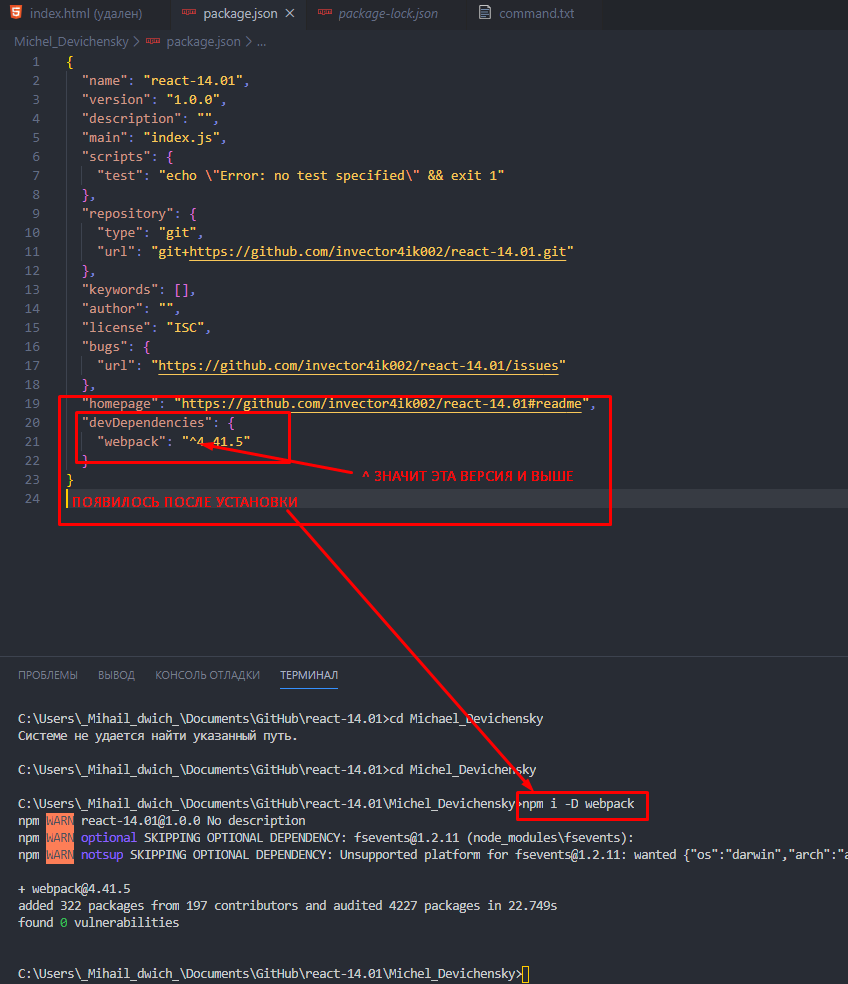 index.html (удален) package.json × package-lock.json command.txt
Michel_Devichensky > package.json > ...
1 {
2 "name": "react-14.01",
3 "version": "1.0.0",
4 "description": "",
5 "main": "index.js",
6 "scripts": {
7 "test": "echo \"Error: no test specified\" && exit 1"
8 },
9 "repository": {
10 "type": "git",
11 "url": "git+https://github.com/invector4ik002/react-14.01.git"
12 },
13 "keywords": [],
14 "author": "",
15 "license": "ISC",
16 "bugs": {
17 "url": "https://github.com/invector4ik002/react-14.01/issues"
18 },
19 "homepage": "https://github.com/invector4ik002/react-14.01#readme",
20 "devDependencies": {
21 "webpack": "^4.41.5"
22 }
^ ЗНАЧИТ ЭТА ВЕРСИЯ И ВЫШЕ
23 }
24 ПОЯВИЛОСЬ ПОСЛЕ УСТАНОВКИ
ПРОБЛЕМЫ ВЫВОД КОНСОЛЬ ОТЛАДКИ ТЕРМИНАЛ
C:\Users\_Mihail_dwich_\Documents\GitHub\react-14.01>cd Michael_Devichensky
Системе не удается найти указанный путь.
C:\Users\_Mihail_dwich_\Documents\GitHub\react-14.01>cd Michel_Devichensky
C:\Users\_Mihail_dwich_\Documents\GitHub\react-14.01\Michel_Devichensky>npm i -D webpack
npm WARN react-14.01@1.0.0 No description
npm WARN optional SKIPPING OPTIONAL DEPENDENCY: fsevents@1.2.11 (node_modules\fsevents):
npm WARN notsup SKIPPING OPTIONAL DEPENDENCY: Unsupported platform for fsevents@1.2.11: wanted {"os":"darwin","arch":"a
+ webpack@4.41.5
added 322 packages from 197 contributors and audited 4227 packages in 22.749s
found 0 vulnerabilities
C:\Users\_Mihail_dwich_\Documents\GitHub\react-14.01\Michel_Devichensky>